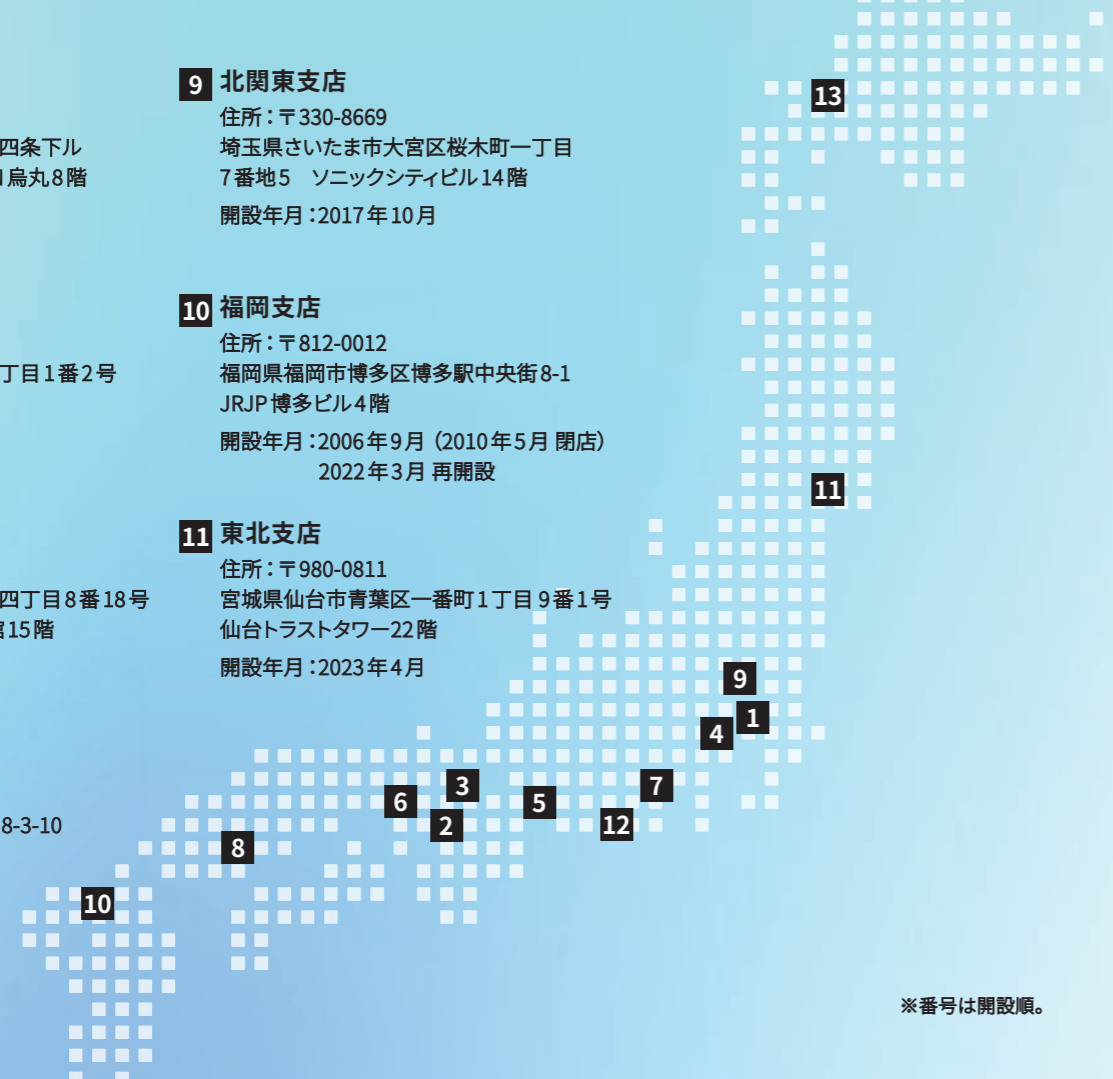 四条下ル
烏丸8階
丁目1番2号
四丁目8番18号
15階
8-3-10
9 北関東支店
住所：〒330-8669
埼玉県さいたま市大宮区桜木町一丁目
7番地5　ソニックシティビル14階
開設年月：2017年10月
10 福岡支店
住所：〒812-0012
福岡県福岡市博多区博多駅中央街8-1
JRJP博多ビル4階
開設年月：2006年9月（2010年5月 閉店）
2022年3月 再開設
11 東北支店
住所：〒980-0811
宮城県仙台市青葉区一番町1丁目9番1号
仙台トラストタワー22階
開設年月：2023年4月
13
11
9
1
4
7
3
6
5
2
12
8
10
※番号は開設順。